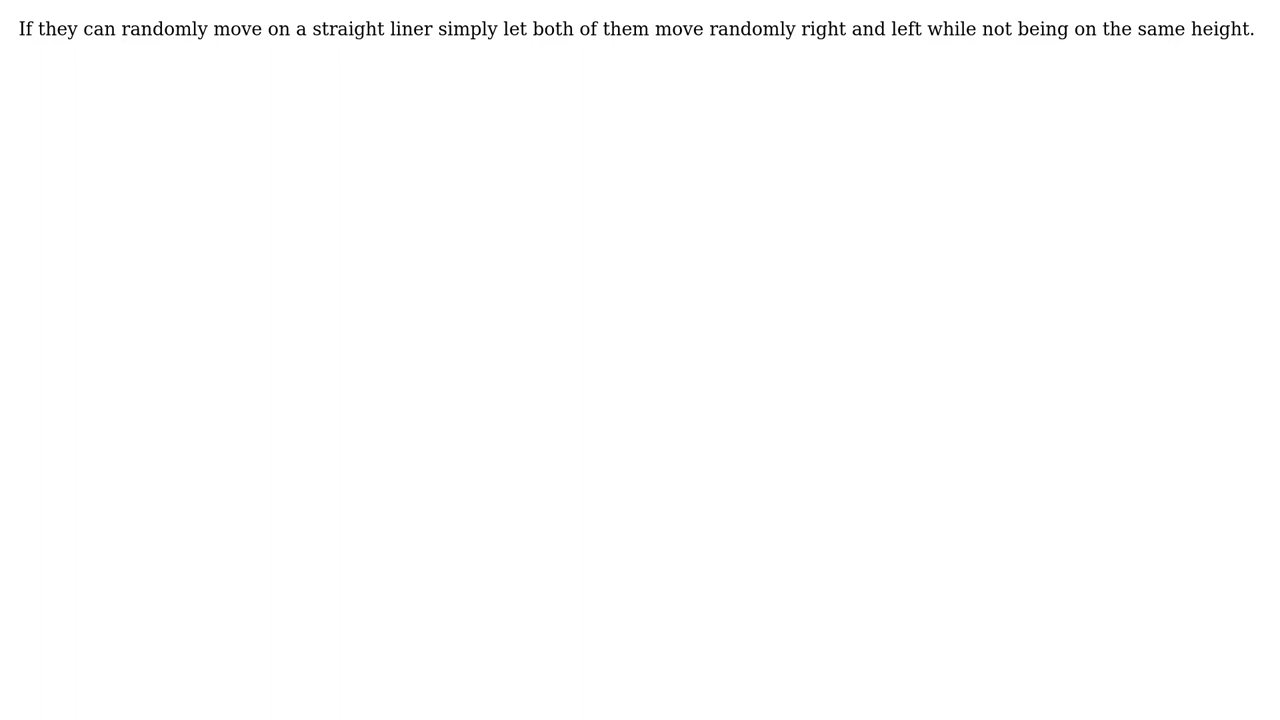 If they can randomly move on a straight liner simply let both of them move randomly right and left while not being on the same height.